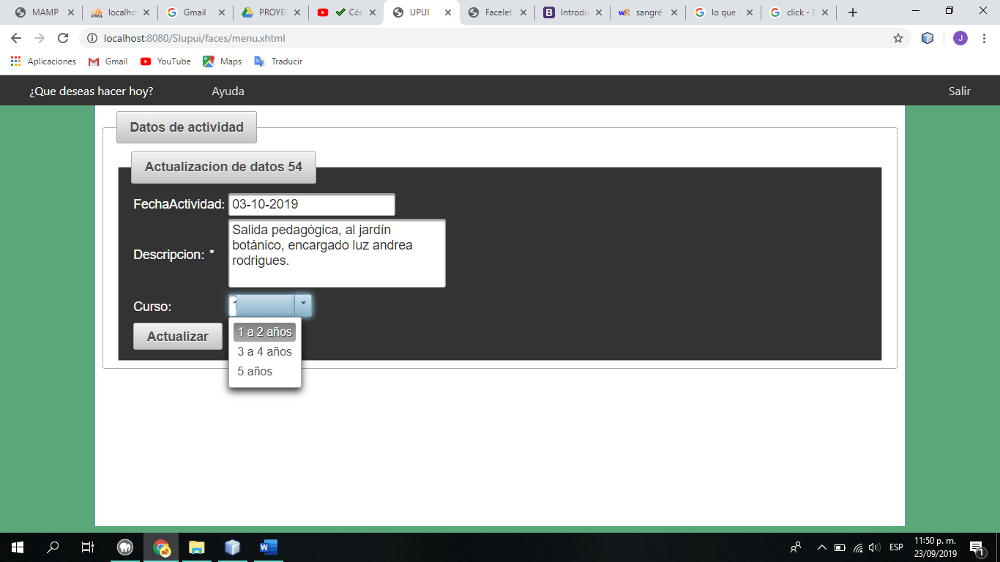 MAMP
localho
Gmail
PROYEC
Cór
UPUI
Facelet
Introdu
sangré
lo que
click - E
localhost:8080/SIupui/faces/menu.xhtml
J
Aplicaciones
Gmail
YouTube
Maps
Traducir
¿Que deseas hacer hoy?
Ayuda
Salir
Datos de actividad
Actualizacion de datos 54
FechaActividad:
03-10-2019
Descripcion: *
Salida pedagógica, al jardín
botánico, encargado luz andrea
rodrigues.
Curso:
1
Actualizar
1 a 2 años
3 a 4 años
5 años
ESP
11:50 p. m.
23/09/2019
1